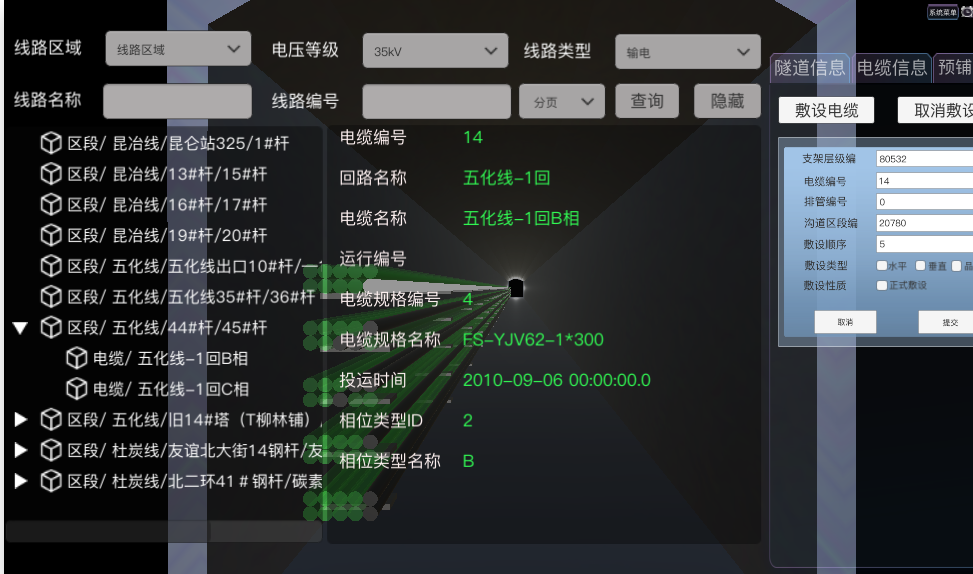 系统菜单
线路区域
线路区域
电压等级
35kV
线路类型
输电
线路名称
线路编号
分页
查询
隐藏
区段/ 昆冶线/昆仑站325/1#杆
区段/ 昆冶线/13#杆/15#杆
区段/ 昆冶线/16#杆/17#杆
区段/ 昆冶线/19#杆/20#杆
区段/ 五化线/五化线出口10#杆/一
区段/ 五化线/五化线35#杆/36#杆
区段/ 五化线/44#杆/45#杆
电缆/ 五化线-1回B相
电缆/ 五化线-1回C相
区段/ 五化线/旧14#塔（T柳林铺）
区段/ 杜炭线/友谊北大街14钢杆/友
区段/ 杜炭线/北二环41 # 钢杆/碳素
电缆编号 14
回路名称 五化线-1回
电缆名称 五化线-1回B相
运行编号
电缆规格编号 4
电缆规格名称 FS-YJV62-1*300
投运时间 2010-09-06 00:00:00.0
相位类型ID 2
相位类型名称 B
隧道信息 电缆信息 预铺
敷设电缆 取消敷设
支架层级编 80532
电缆编号 14
排管编号 0
沟道区段编 20780
敷设顺序 5
敷设类型 水平 垂直 品
敷设性质 正式敷设
取消 提交